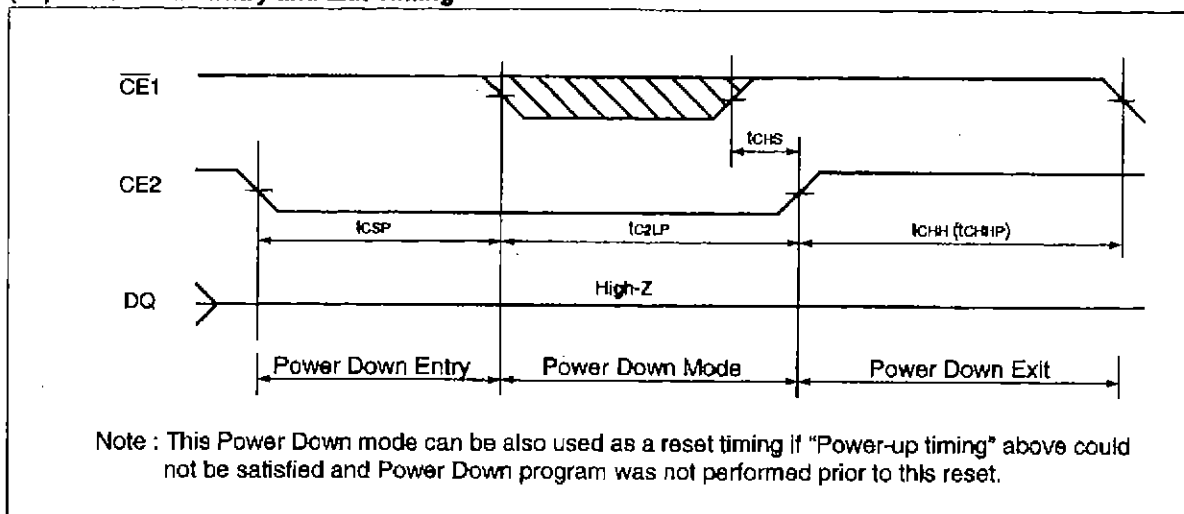 CE1
tCHS
CE2
tCSP
tC2LP
tCHH (tCHHP)
High-Z
DQ
Power Down Entry
Power Down Mode
Power Down Exit
Note : This Power Down mode can be also used as a reset timing if "Power-up timing" above could
not be satisfied and Power Down program was not performed prior to this reset.